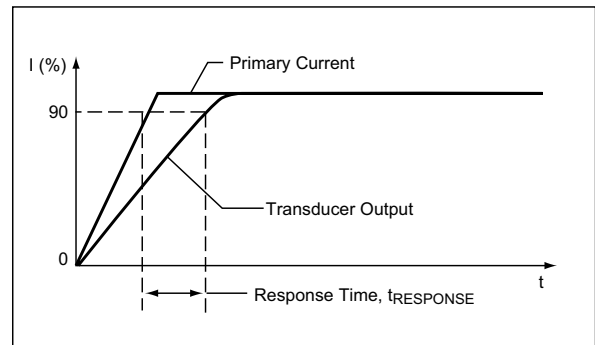 I (%)
Primary Current
90
Transducer Output
0
t
Response Time, tRESPONSE